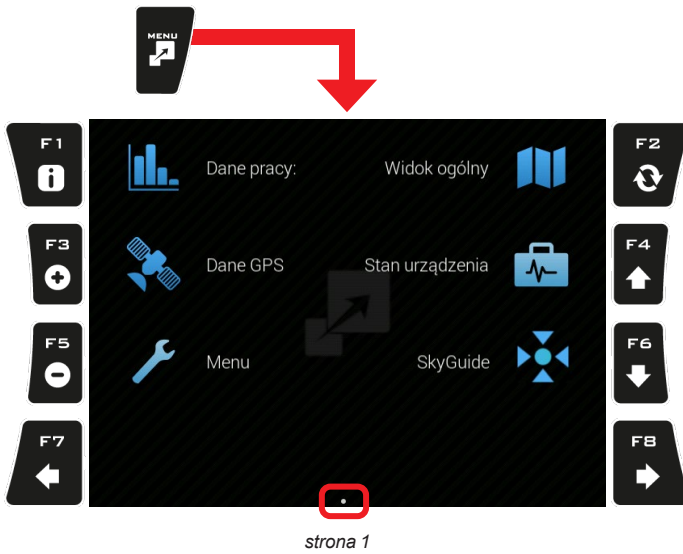 MENU
F1
Dane pracy:
Widok ogólny
F2
F3
Dane GPS
Stan urządzenia
F4
F5
Menu
SkyGuide
F6
F7
F8
strona 1